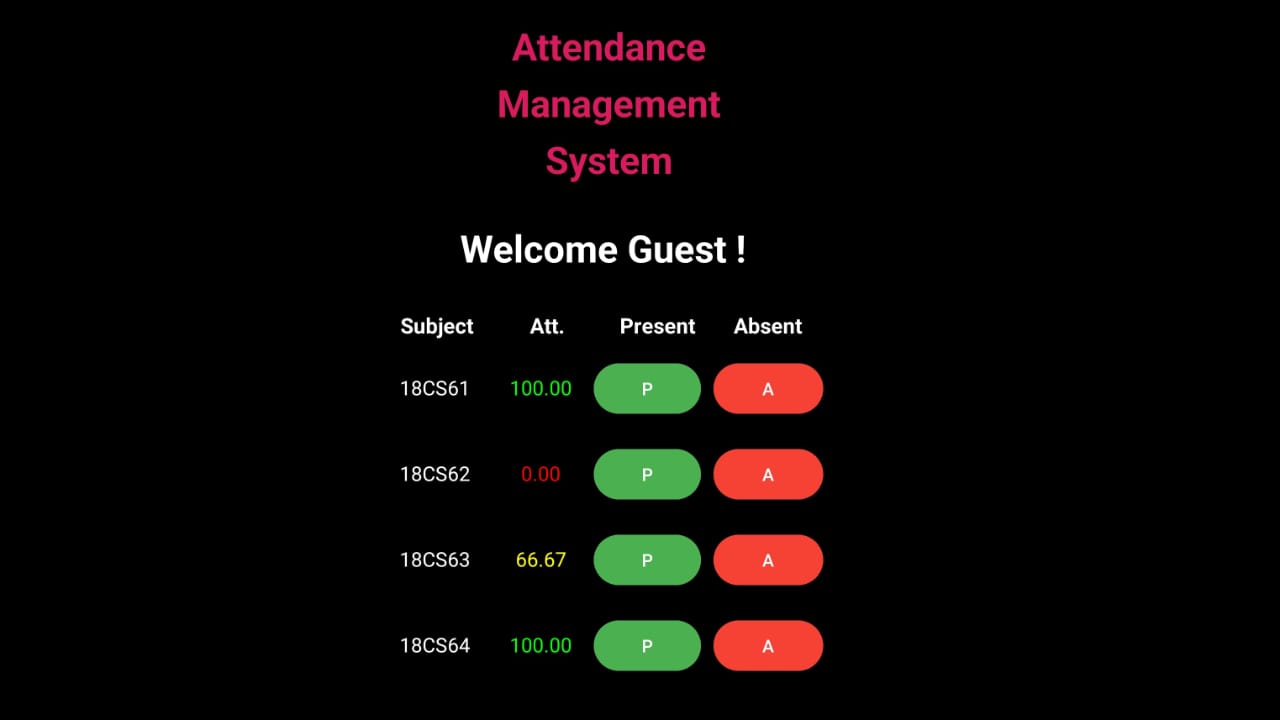 Attendance
Management
System
Welcome Guest !
Subject Att. Present Absent
18CS61 100.00 P A
18CS62 0.00 P A
18CS63 66.67 P A
18CS64 100.00 P A